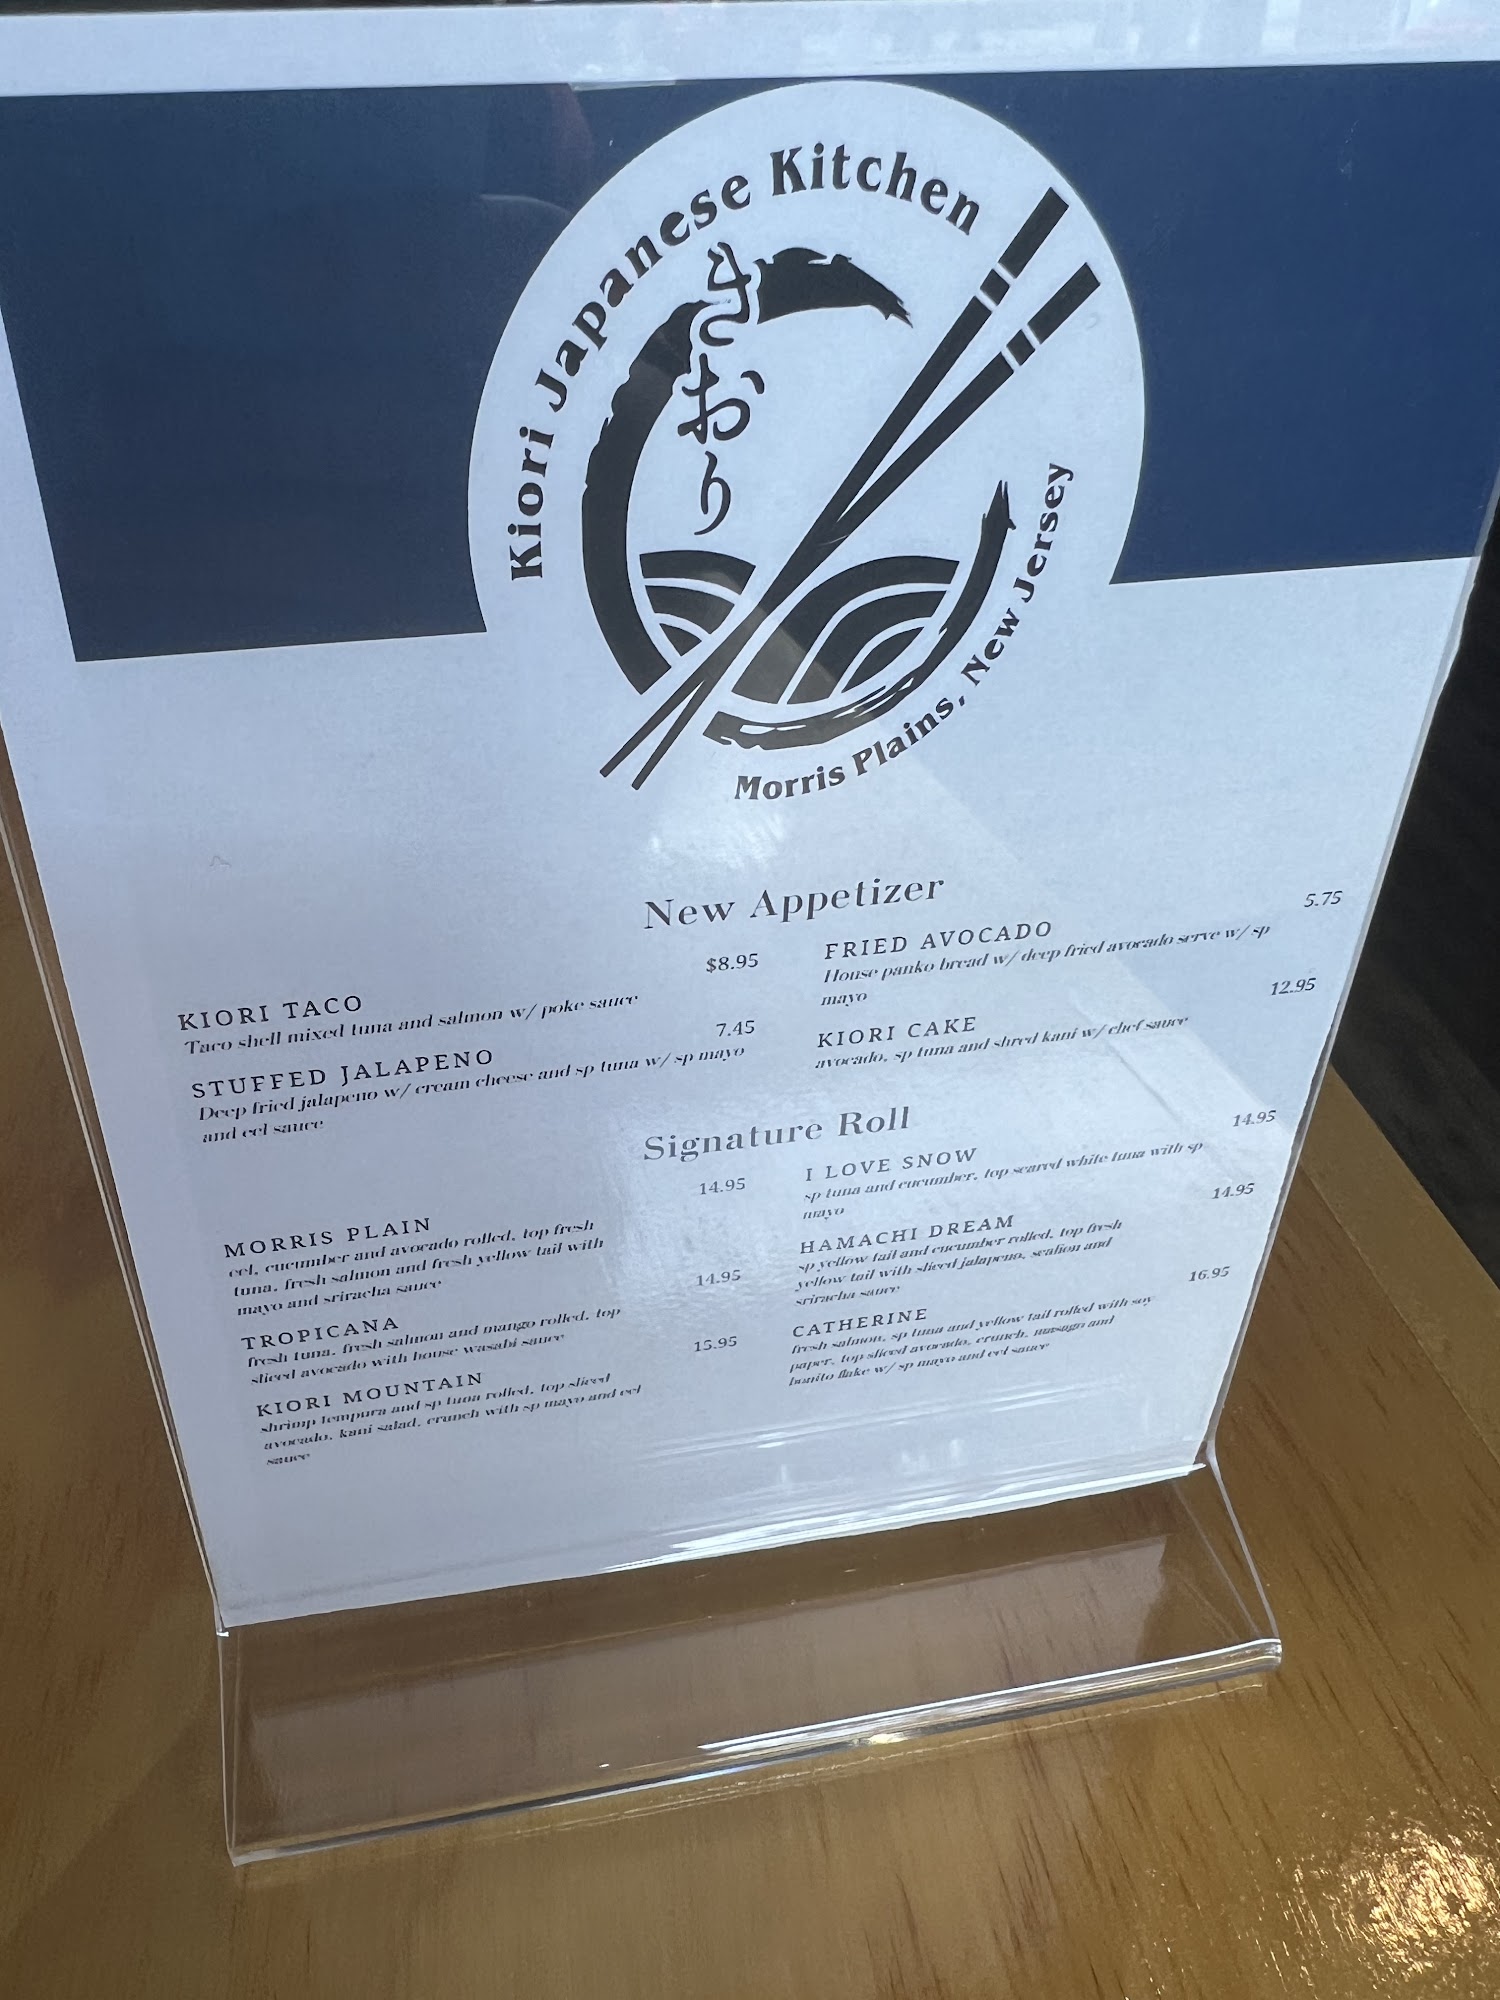 Kiori Japanese Kitchen
きおり
Morris Plains, New Jersey
New Appetizer
$8.95
KIORI TACO
Taco shell mixed tuna and salmon w/ poke sauce
7.45
STUFFED JALAPENO
Deep fried jalapeno w/ cream cheese and sp tuna w/ sp mayo
and eel sauce
5.75
FRIED AVOCADO
House panko bread w/ deep fried avocado serve w/ sp
mayo
12.95
KIORI CAKE
avocado, sp tuna and shred kani w/ chef sauce
Signature Roll
14.95
MORRIS PLAIN
eel, cucumber and avocado rolled, top fresh
tuna, fresh salmon and fresh yellow tail with
mayo and sriracha sauce
14.95
TROPICANA
fresh tuna, fresh salmon and mango rolled, top
sliced avocado with house wasabi sauce
15.95
KIORI MOUNTAIN
shrimp tempura and sp tuna rolled, top sliced
avocado, kani salad, crunch with sp mayo and eel
sauce
14.95
I LOVE SNOW
sp tuna and cucumber, top seared white tuna with sp
mayo
14.95
HAMACHI DREAM
sp yellow tail and cucumber rolled, top fresh
yellow tail with sliced jalapeno, scalion and
sriracha sauce
16.95
CATHERINE
fresh salmon, sp tuna and yellow tail rolled with soy
paper, top sliced avocado, crunch, masago and
bonito flake w/ sp mayo and eel sauce